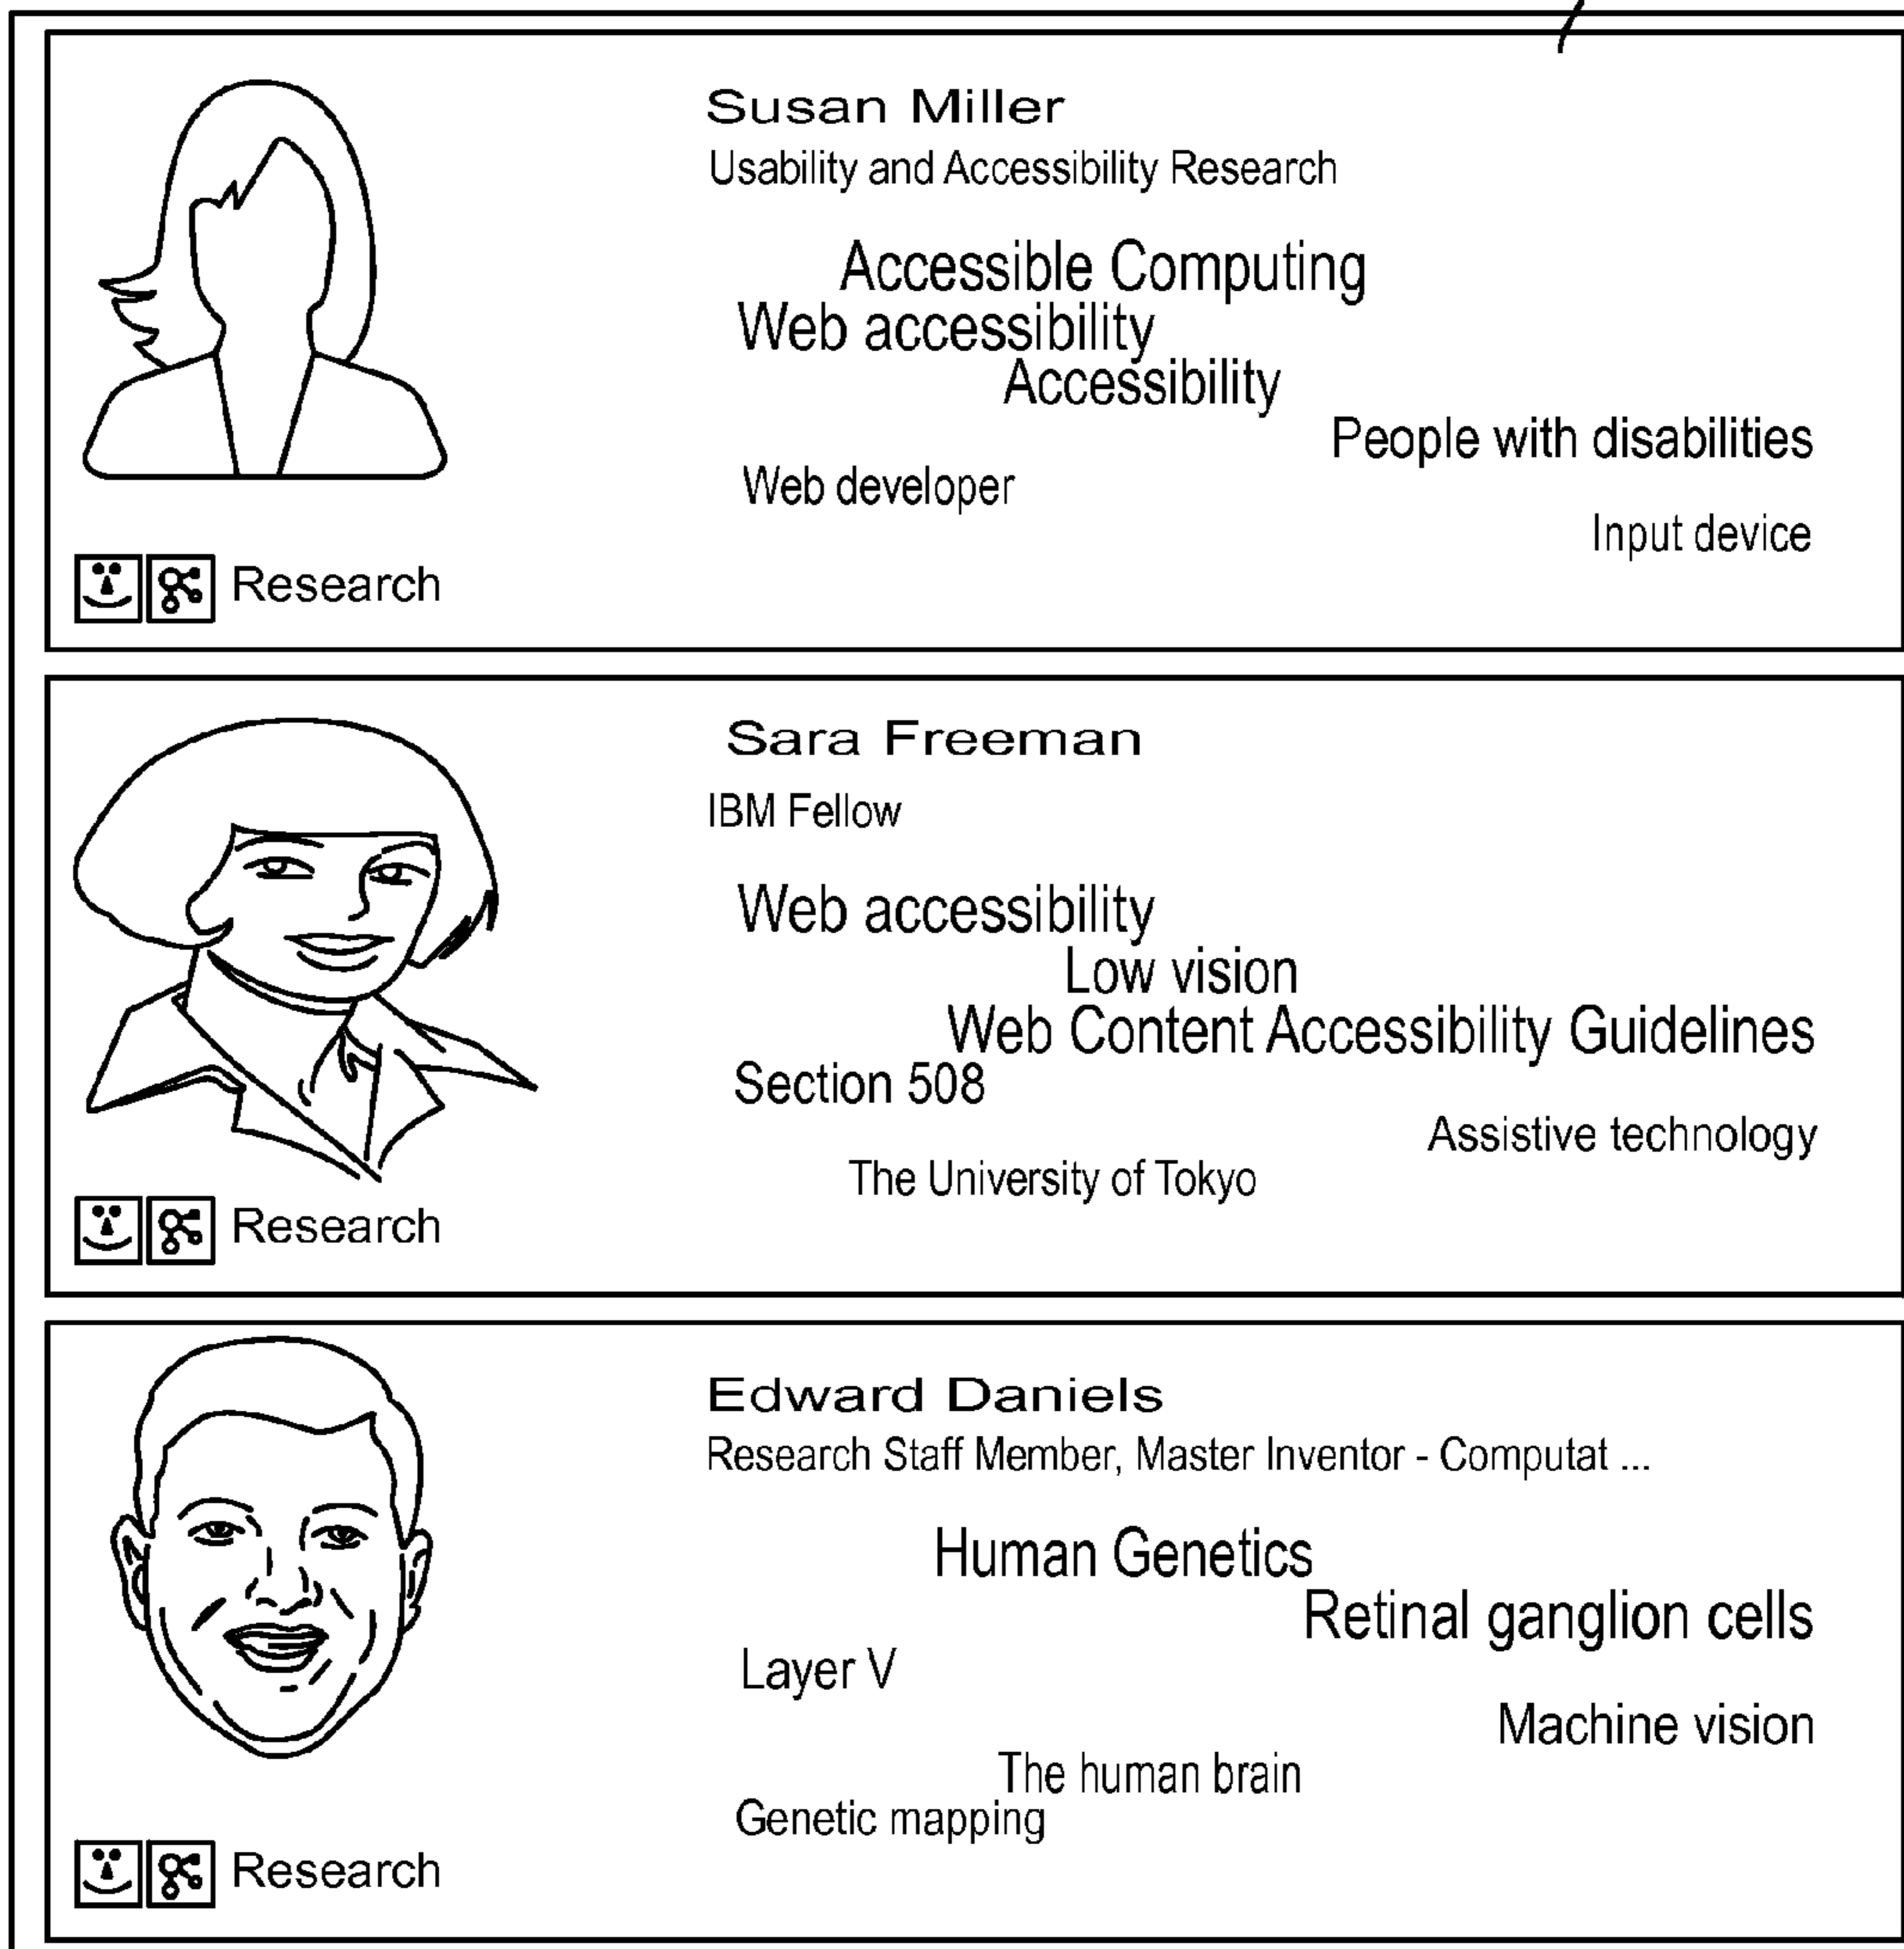 Susan Miller
Usability and Accessibility Research
Accessible Computing
Web accessibility
Accessibility
People with disabilities
Web developer
Input device
Research
Sara Freeman
IBM Fellow
Web accessibility
Low vision
Web Content Accessibility Guidelines
Section 508
Assistive technology
The University of Tokyo
Research
Edward Daniels
Research Staff Member, Master Inventor - Computat ...
Human Genetics
Retinal ganglion cells
Layer V
Machine vision
The human brain
Genetic mapping
Research